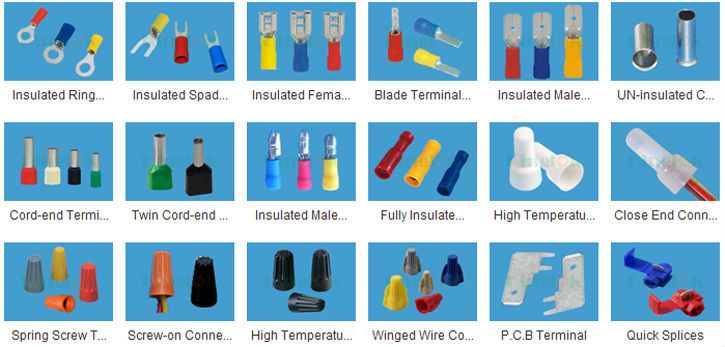 Insulated Ring...
Insulated Spad...
Insulated Fema...
Blade Terminal...
Insulated Male...
UN-insulated C...
Cord-end Termi...
Twin Cord-end ...
Insulated Male...
Fully Insulate...
High Temperatu...
Close End Conn...
Spring Screw T...
Screw-on Conne...
High Temperatu...
Winged Wire Co...
P.C.B Terminal
Quick Splices